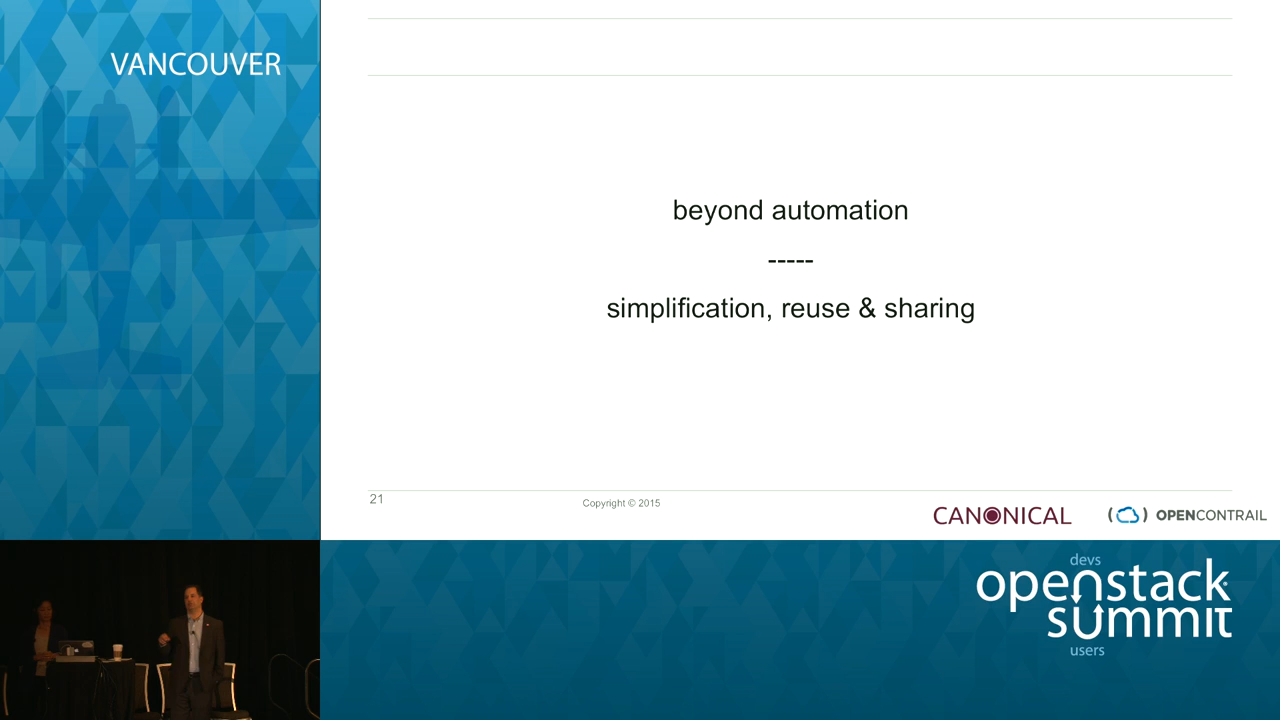 VANCOUVER
beyond automation
-----
simplification, reuse & sharing
21
Copyright © 2015
CANONICAL
OPENCONTRAIL
devs
openstack
summit
users